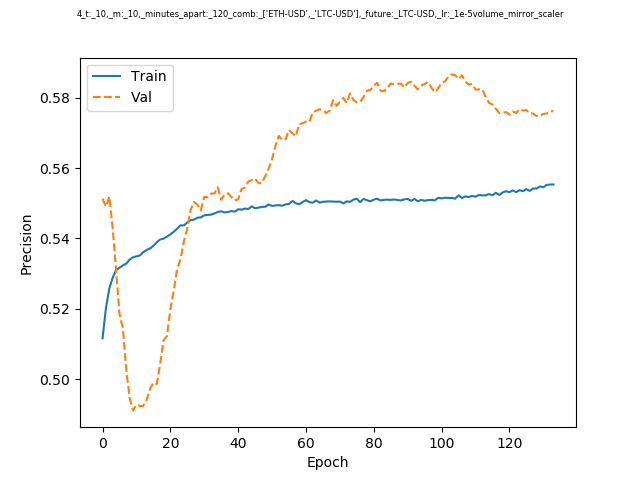 4_t:_10,_m:_10,_minutes_apart:_120_comb:_['ETH-USD',_'LTC-USD'],_future:_LTC-USD,_lr:_1e-5volume_mirror_scaler
Train
Val
0.58
0.56
0.54
0.52
0.50
Precision
0 20 40 60 80 100 120
Epoch